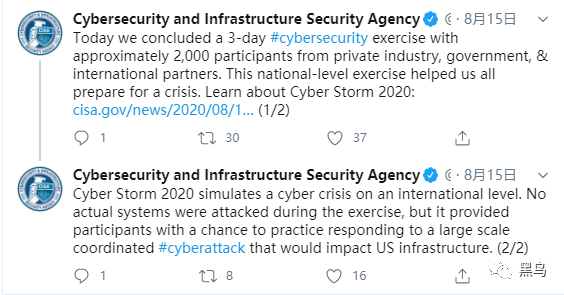 Cybersecurity and Infrastructure Security Agency · 8月15日
Today we concluded a 3-day #cybersecurity exercise with
approximately 2,000 participants from private industry, government, &
international partners. This national-level exercise helped us all
prepare for a crisis. Learn about Cyber Storm 2020:
cisa.gov/news/2020/08/1... (1/2)
1 30 37
Cybersecurity and Infrastructure Security Agency · 8月15日
Cyber Storm 2020 simulates a cyber crisis on an international level. No
actual systems were attacked during the exercise, but it provided
participants with a chance to practice responding to a large scale
coordinated #cyberattack that would impact US infrastructure. (2/2)
1 8 16
黑鸟